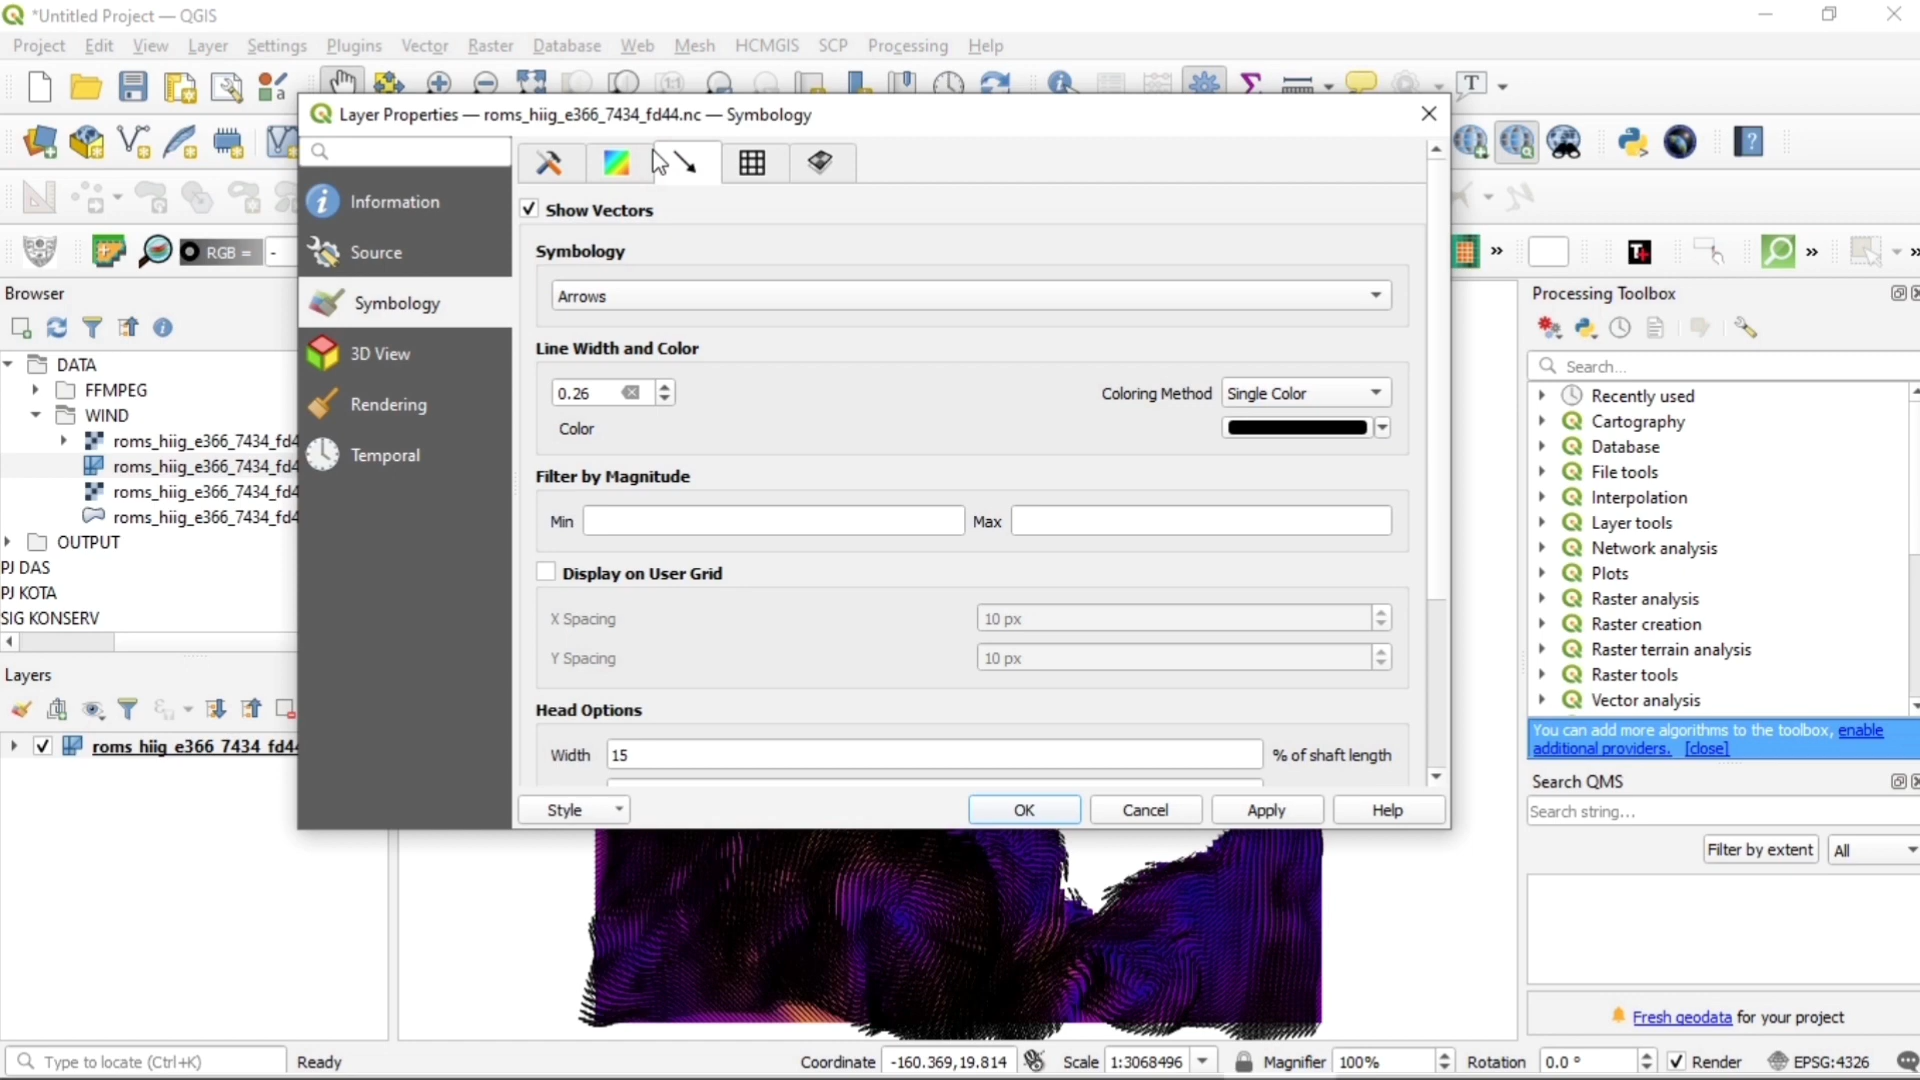 *Untitled Project — QGIS
Project Edit View Layer Settings Plugins Vector Raster Database Web Mesh HCMGIS SCP Processing Help
Layer Properties — roms_hiig_e366_7434_fd44.nc — Symbology
RGB = -
Information
Source
Symbology
3D View
Rendering
Temporal
Show Vectors
Symbology
Arrows
Line Width and Color
0.26
Coloring Method Single Color
Color
Filter by Magnitude
Min
Max
Display on User Grid
X Spacing 10 px
Y Spacing 10 px
Head Options
Width 15 % of shaft length
Style
OK
Cancel
Apply
Help
Browser
DATA
FFMPEG
WIND
roms_hiig_e366_7434_fd4
roms_hiig_e366_7434_fd4
roms_hiig_e366_7434_fd4
roms_hiig_e366_7434_fd4
OUTPUT
PJ DAS
PJ KOTA
SIG KONSERV
Layers
roms_hiig_e366_7434_fd44
Processing Toolbox
Search...
Recently used
Cartography
Database
File tools
Interpolation
Layer tools
Network analysis
Plots
Raster analysis
Raster creation
Raster terrain analysis
Raster tools
Vector analysis
You can add more algorithms to the toolbox, enable
additional providers. [close]
Search QMS
Search string...
Filter by extent All
Fresh geodata for your project
Type to locate (Ctrl+K) Ready Coordinate -160.369,19.814 Scale 1:3068496 Magnifier 100% Rotation 0.0 ° Render EPSG:4326